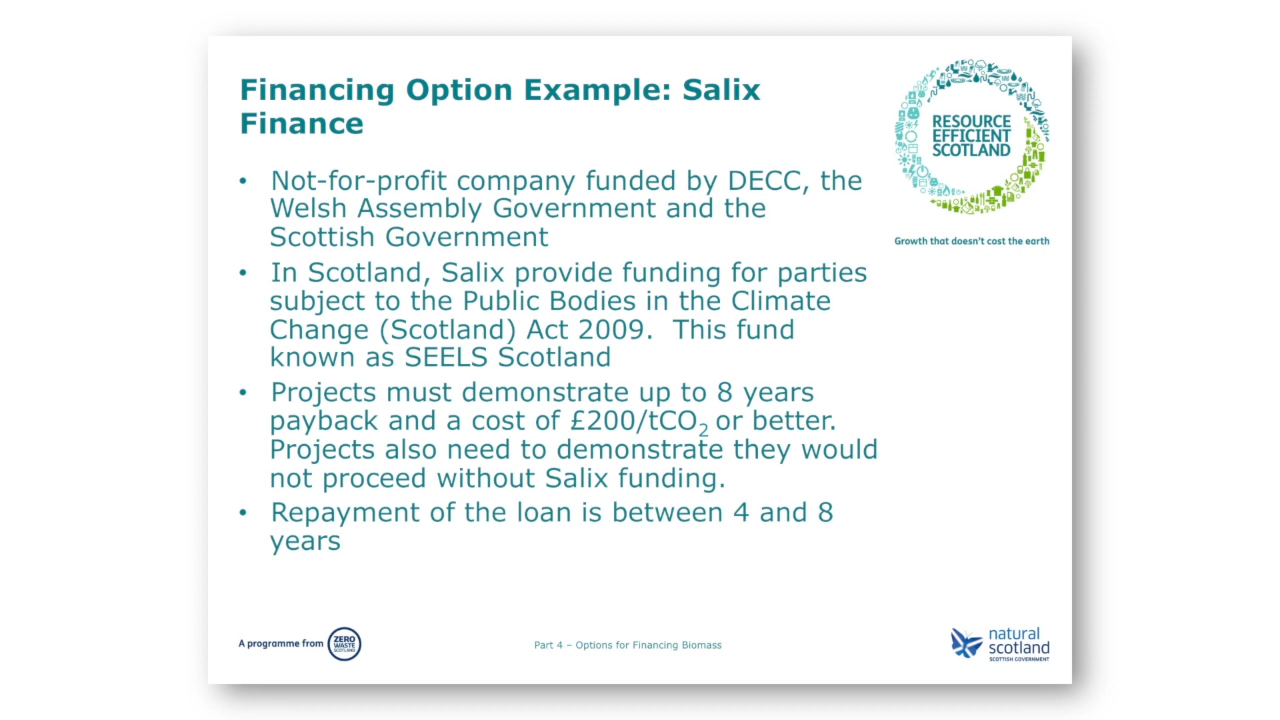 Financing Option Example: Salix
Finance
RESOURCE
EFFICIENT
SCOTLAND
Growth that doesn't cost the earth
• Not-for-profit company funded by DECC, the
Welsh Assembly Government and the
Scottish Government
• In Scotland, Salix provide funding for parties
subject to the Public Bodies in the Climate
Change (Scotland) Act 2009.  This fund
known as SEELS Scotland
• Projects must demonstrate up to 8 years
payback and a cost of £200/tCO₂ or better.
Projects also need to demonstrate they would
not proceed without Salix funding.
• Repayment of the loan is between 4 and 8
years
A programme from
ZERO
WASTE
SCOTLAND
Part 4 – Options for Financing Biomass
natural
scotland
SCOTTISH GOVERNMENT